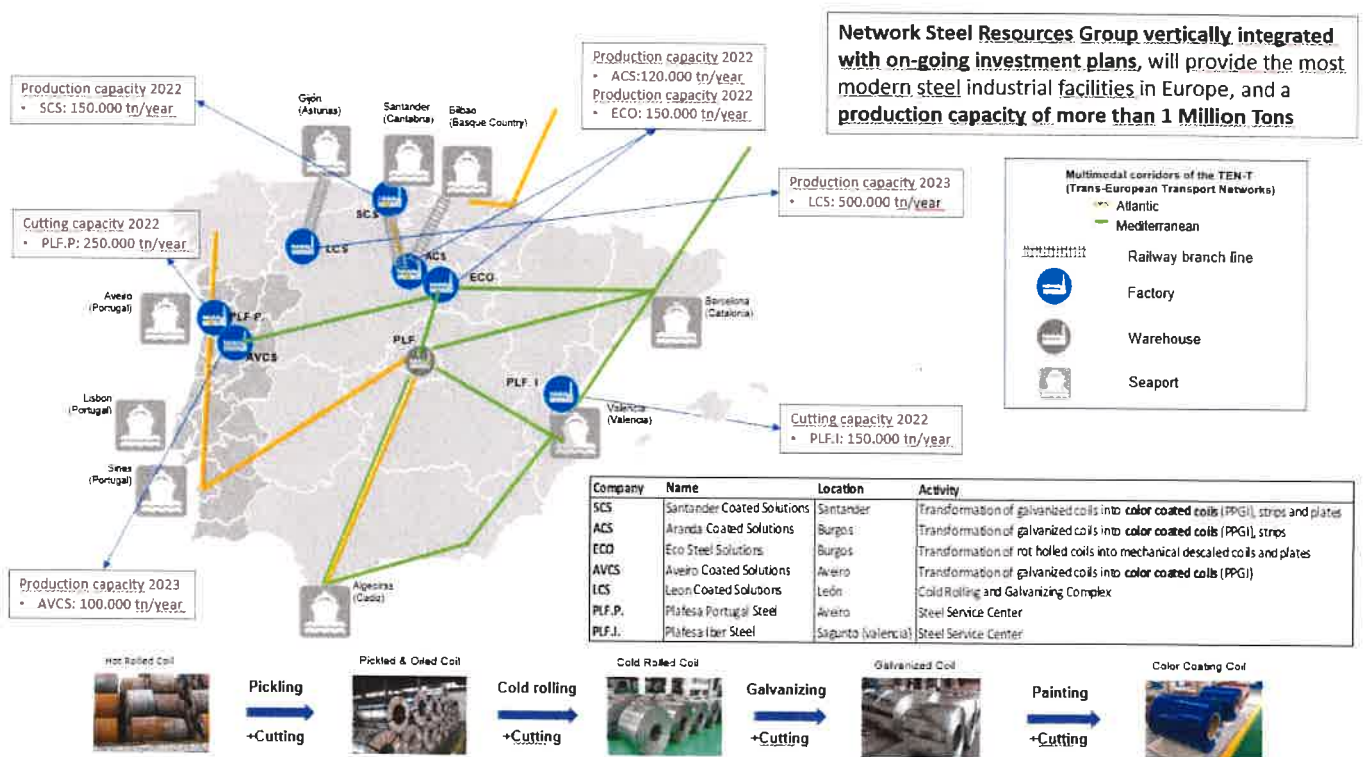 Network Steel Resources Group vertically integrated
with on-going investment plans, will provide the most
modern steel industrial facilities in Europe, and a
production capacity of more than 1 Million Tons
Production capacity 2022
• SCS: 150.000 tn/year
Production capacity 2022
• ACS:120.000 tn/year
Production capacity 2022
• ECO: 150.000 tn/year
Production capacity 2023
• LCS: 500.000 tn/year
Cutting capacity 2022
• PLF.P: 250.000 tn/year
Cutting capacity 2022
• PLF.I: 150.000 tn/year
Production capacity 2023
• AVCS: 100.000 tn/year
Gijón
(Asturias)
Santander
(Cantabria)
Bilbao
(Basque Country)
SCS
LCS
ACS
ECO
Aveiro
(Portugal)
PLF.P.
AVCS
PLF
PLF. I
Barcelona
(Catalonia)
Lisbon
(Portugal)
Valencia
(Valencia)
Sines
(Portugal)
Algeciras
(Cadiz)
Multimodal corridors of the TEN-T
(Trans-European Transport Networks)
Atlantic
Mediterranean
Railway branch line
Factory
Warehouse
Seaport
Company Name Location Activity
SCS Santander Coated Solutions Santander Transformation of galvanized coils into color coated coils (PPGI), strips and plates
ACS Aranda Coated Solutions Burgos Transformation of galvanized coils into color coated coils (PPGI), strips
ECO Eco Steel Solutions Burgos Transformation of rot holled coils into mechanical descaled coils and plates
AVCS Aveiro Coated Solutions Aveiro Transformation of galvanized coils into color coated coils (PPGI)
LCS Leon Coated Solutions León Cold Rolling and Galvanizing Complex
PLF.P. Plafesa Portugal Steel Aveiro Steel Service Center
PLF.I. Plafesa Iber Steel Sagunto (valencia) Steel Service Center
Hot Rolled Coil
Pickling
+Cutting
Pickled & Oiled Coil
Cold rolling
+Cutting
Cold Rolled Coil
Galvanizing
+Cutting
Galvanized Coil
Painting
+Cutting
Color Coating Coil